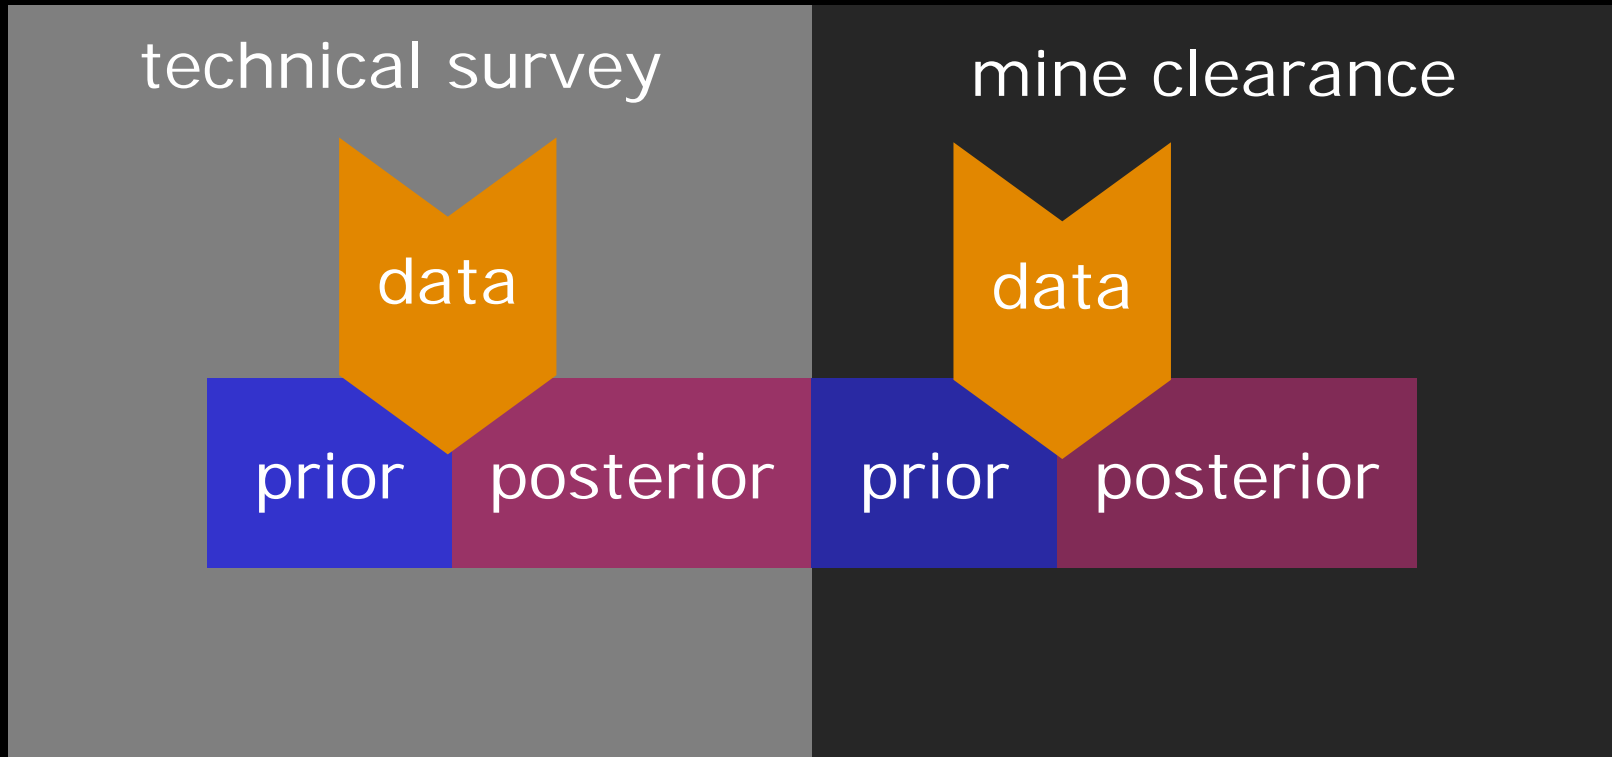 technical survey
data
prior posterior
mine clearance
data
prior posterior